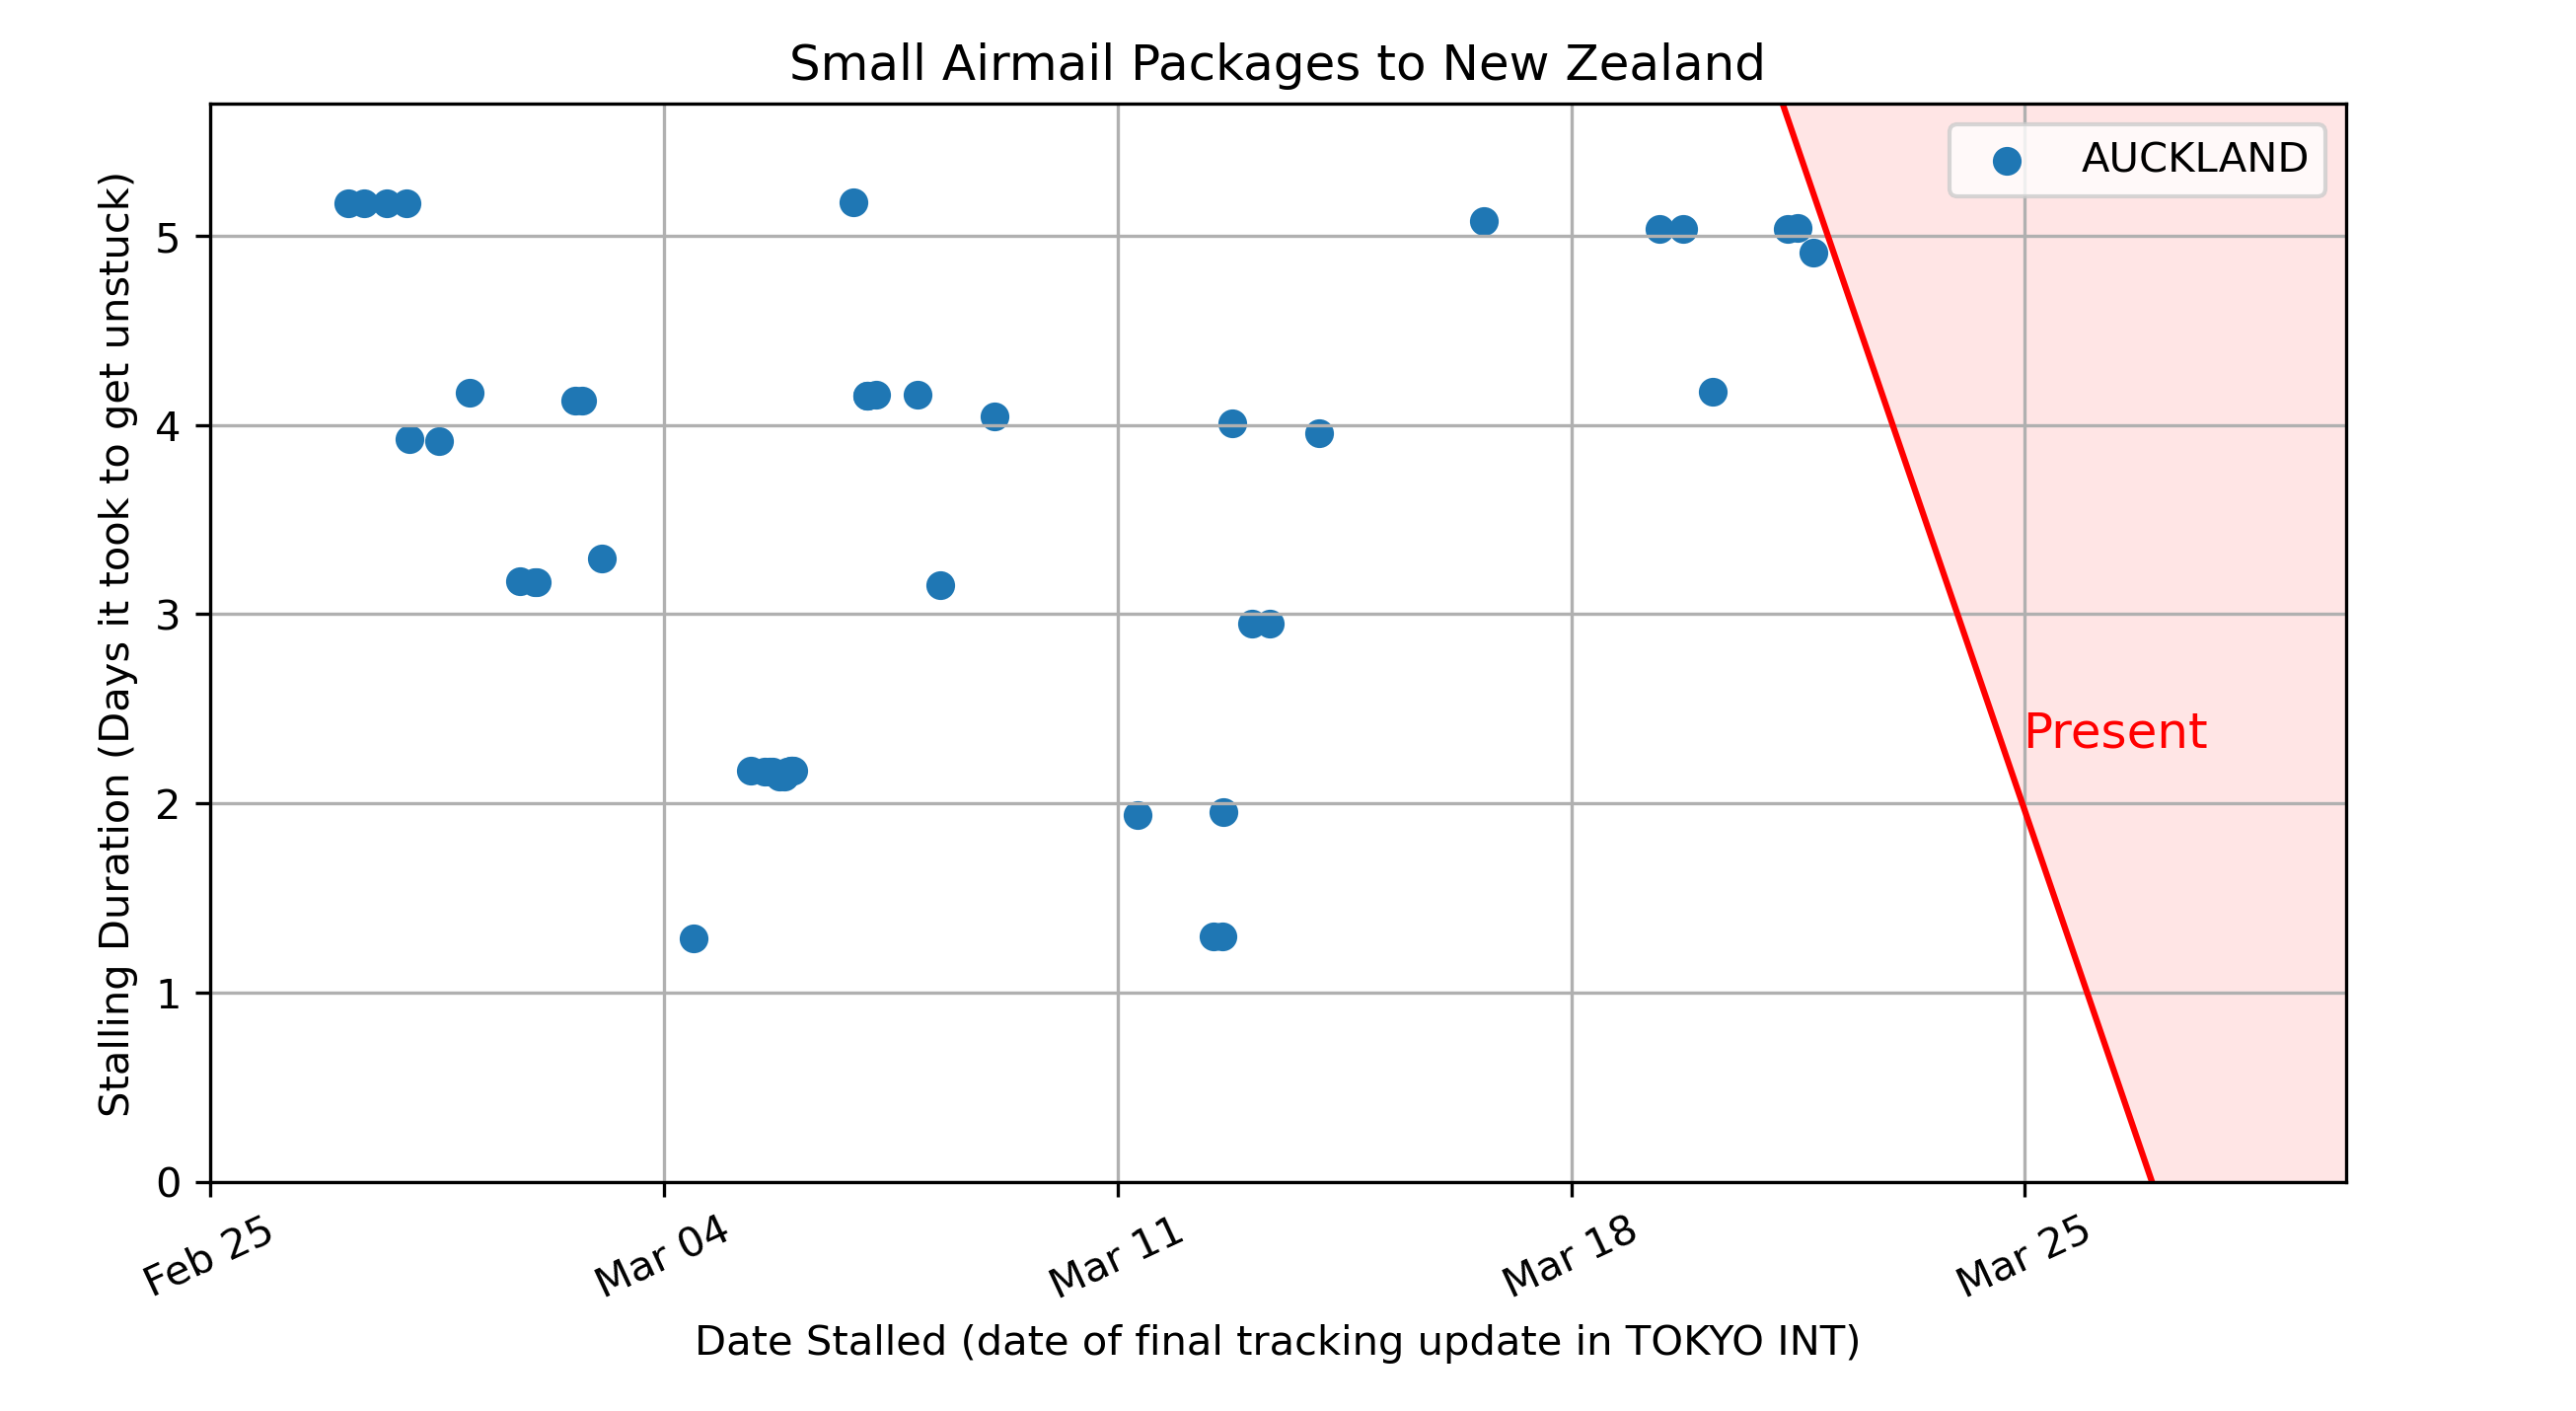 Small Airmail Packages to New Zealand
AUCKLAND
Stalling Duration (Days it took to get unstuck)
5
4
3
2
1
0
Present
Feb 25
Mar 04
Mar 11
Mar 18
Mar 25
Date Stalled (date of final tracking update in TOKYO INT)